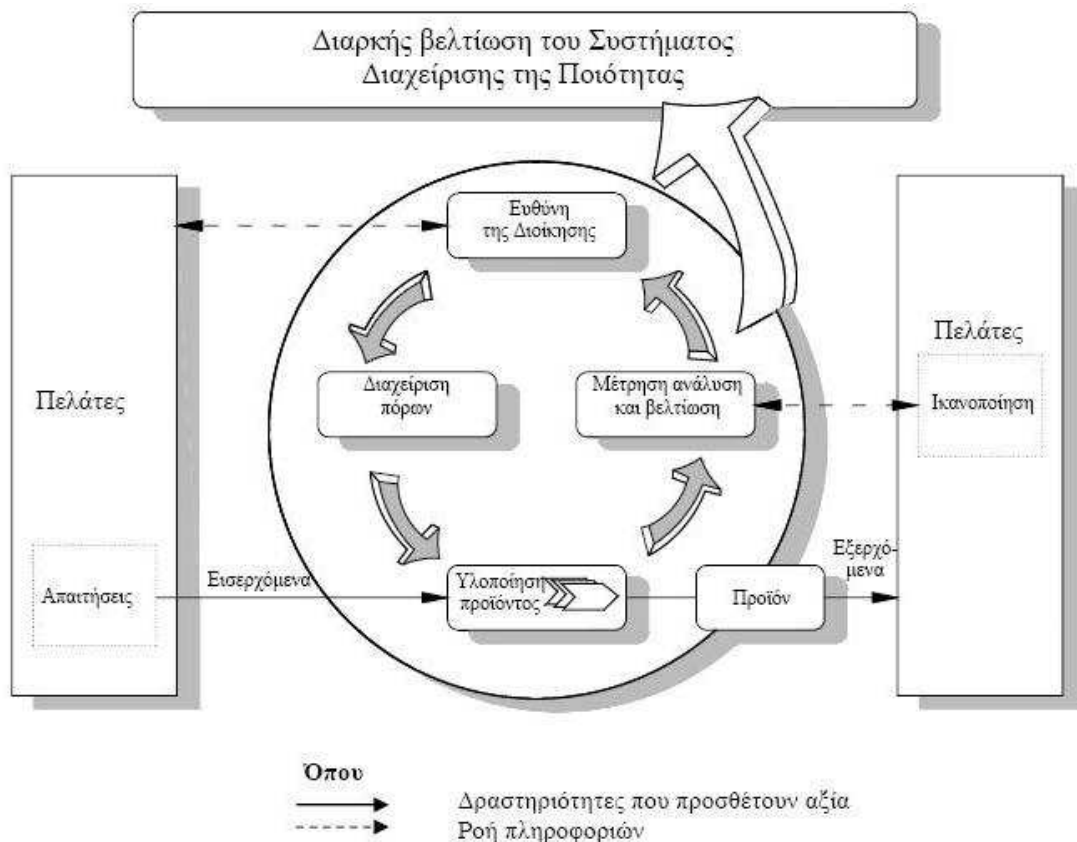 Διαρκής βελτίωση του Συστήματος
Διαχείρισης της Ποιότητας
Ευθύνη
της Διοίκησης
Πελάτες
Διαχείριση
πόρων
Μέτρηση ανάλυση
και βελτίωση
Πελάτες
Ικανοποίηση
Απαιτήσεις
Εισερχόμενα
Υλοποίηση
προϊόντος
Προϊόν
Εξερχό-
μενα
Όπου
Δραστηριότητες που προσθέτουν αξία
Ροή πληροφοριών